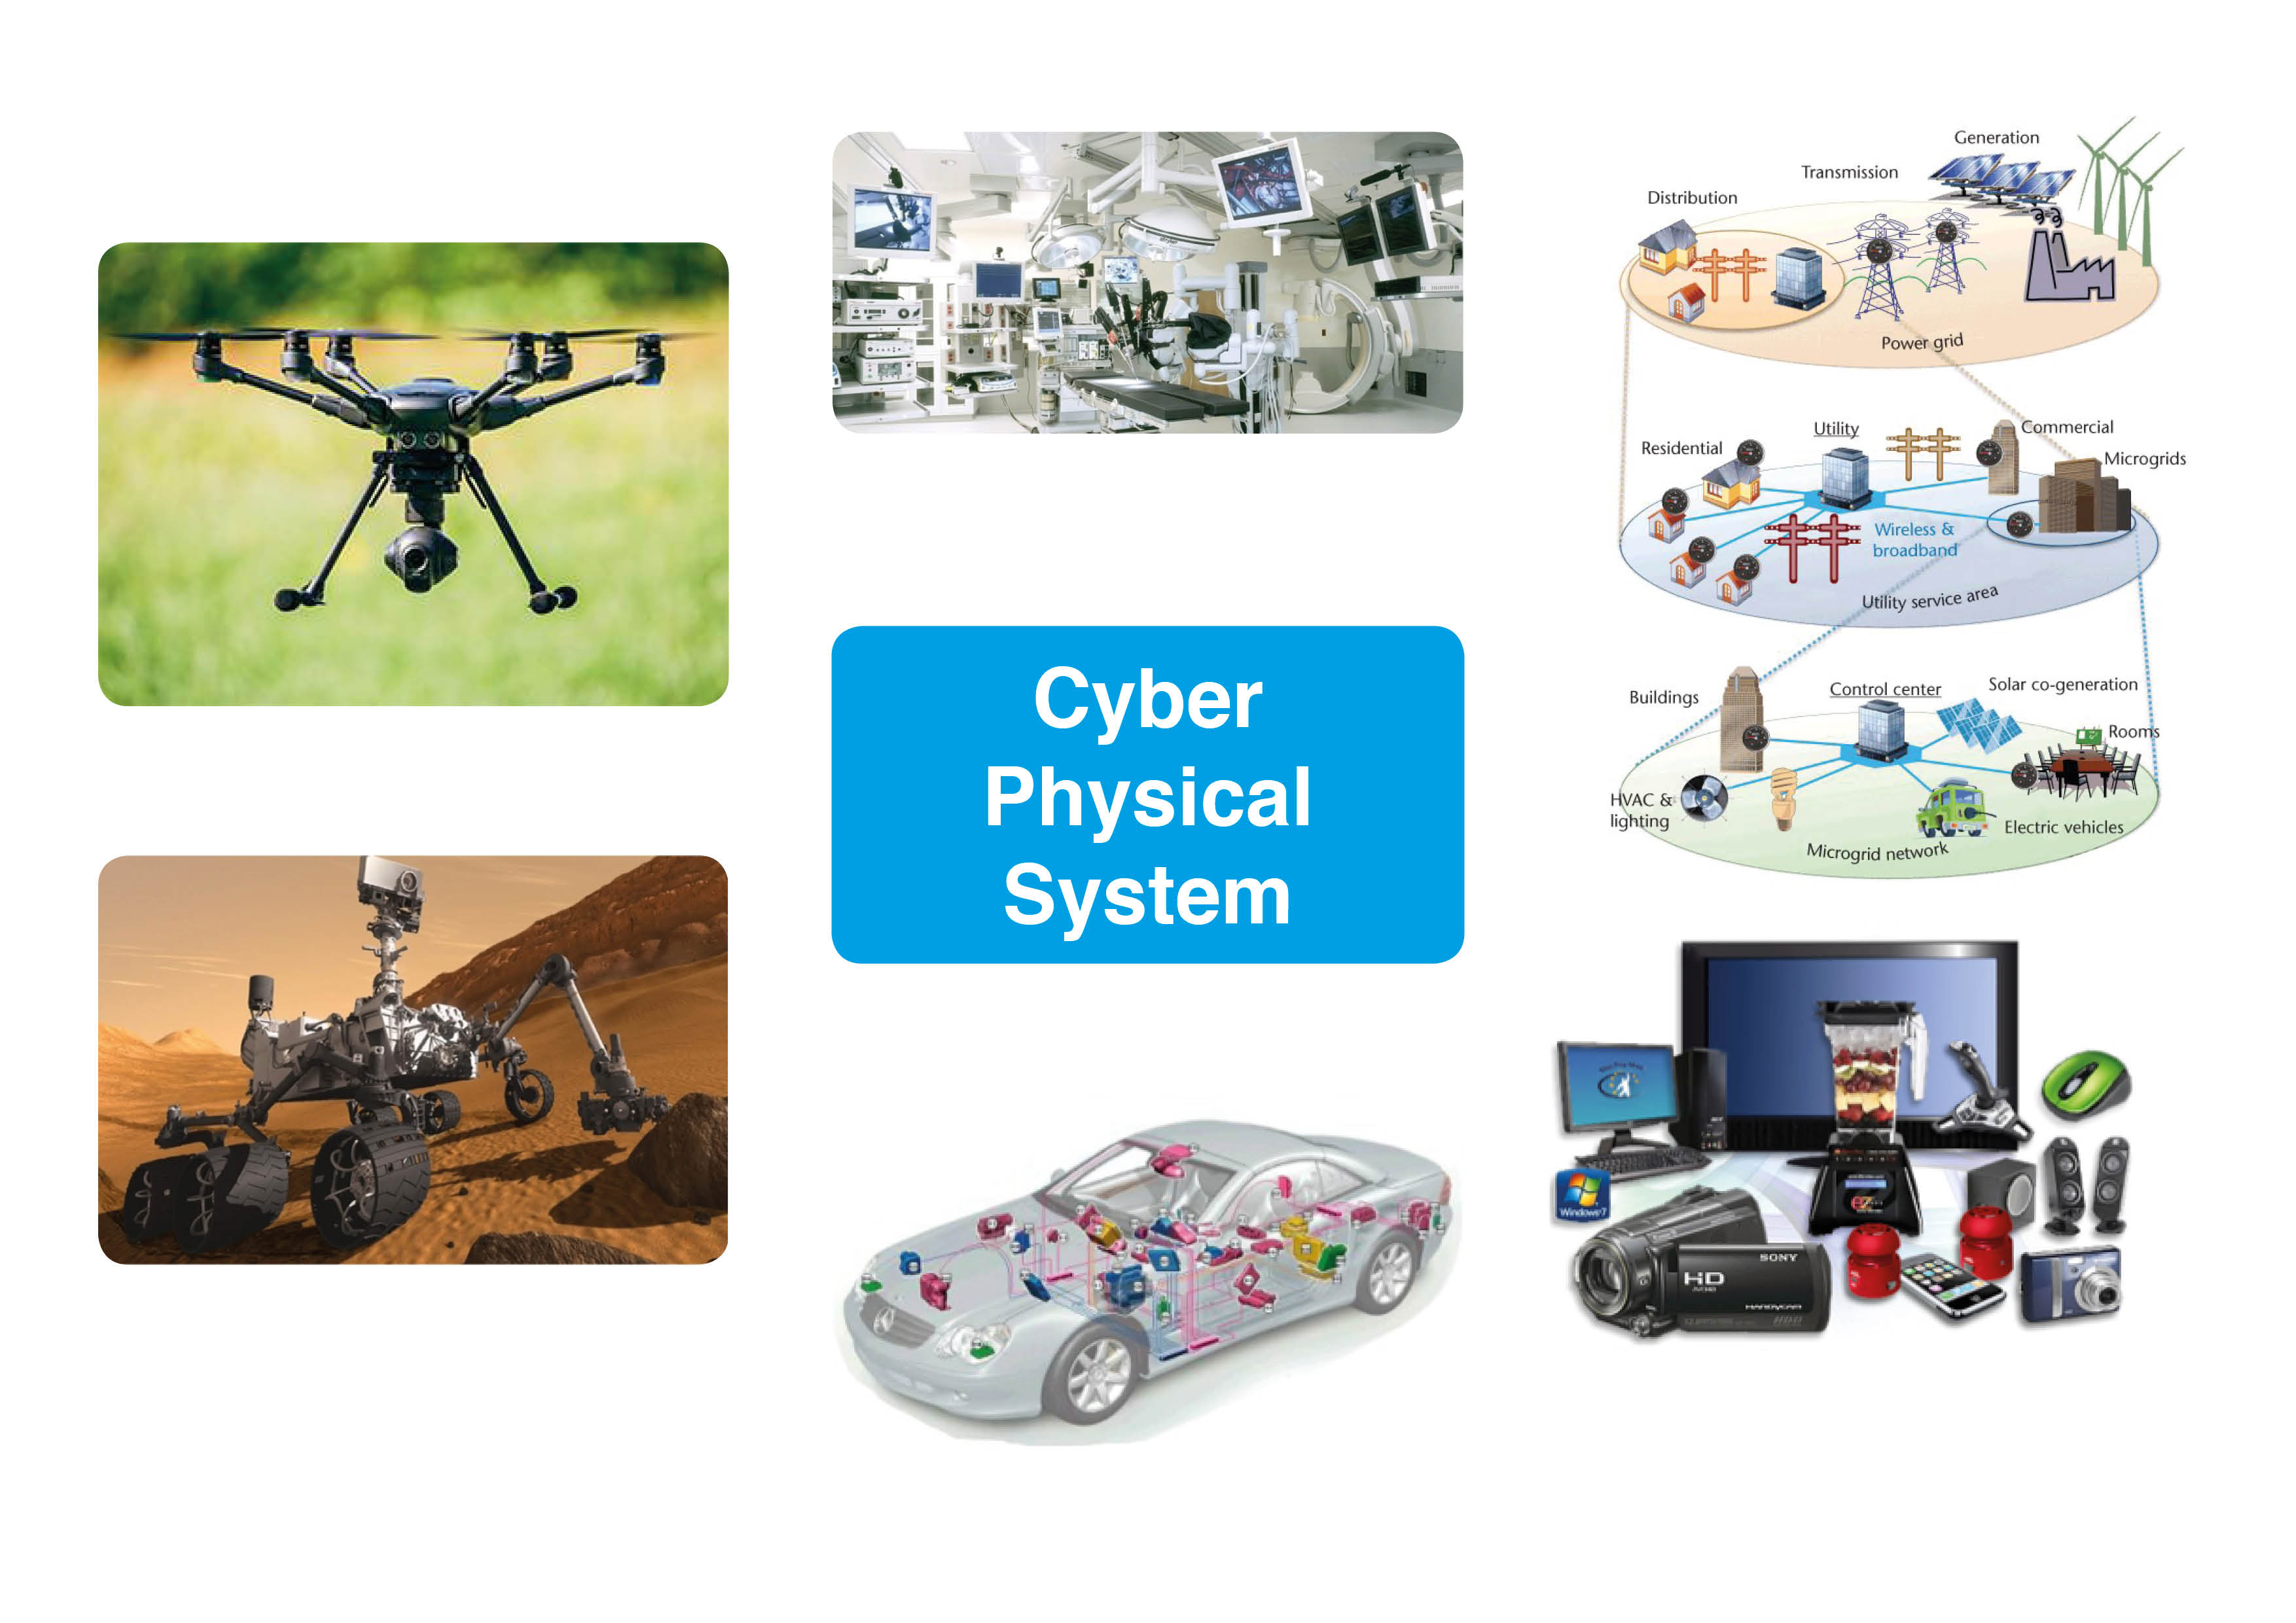 Cyber
Physical
System
Generation
Transmission
Distribution
Power grid
Utility
Commercial
Residential
Microgrids
Wireless &
broadband
Utility service area
Buildings
Control center
Solar co-generation
Rooms
HVAC &
lighting
Electric vehicles
Microgrid network
Windows 7
SONY
HD
HANDYCAM